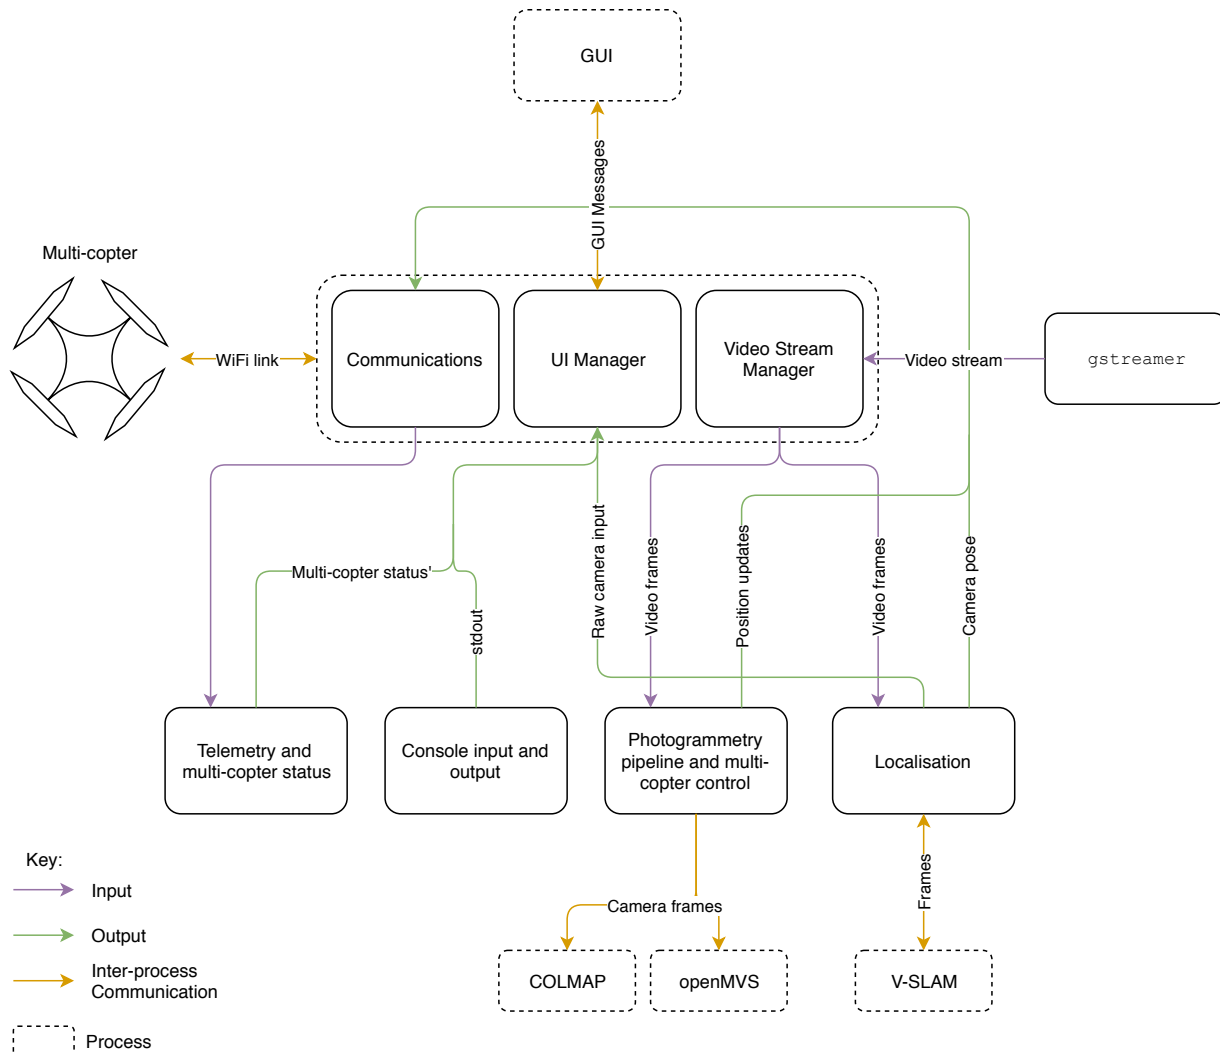 GUI
GUI Messages
Multi-copter
WiFi link
Communications
UI Manager
Video Stream
Manager
Video stream
gstreamer
Multi-copter status'
stdout
Raw camera input
Video frames
Position updates
Video frames
Camera pose
Telemetry and
multi-copter status
Console input and
output
Photogrammetry
pipeline and multi-
copter control
Localisation
Key:
Input
Output
Inter-process
Communication
Process
Camera frames
Frames
COLMAP
openMVS
V-SLAM